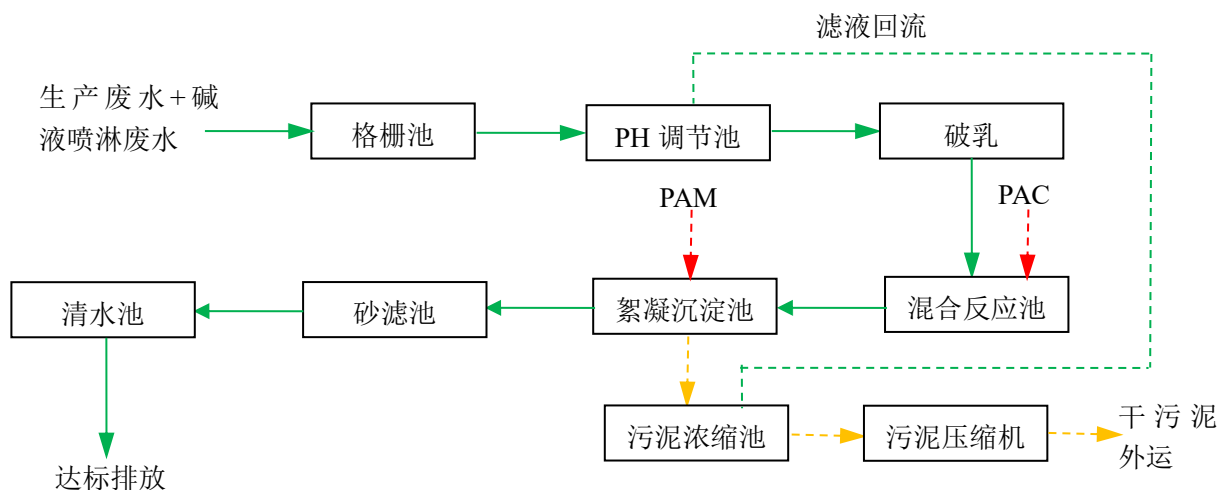 滤液回流
生产废水+碱
液喷淋废水
格栅池
PH 调节池
破乳
PAM
PAC
清水池
砂滤池
絮凝沉淀池
混合反应池
污泥浓缩池
污泥压缩机
干污泥
外运
达标排放